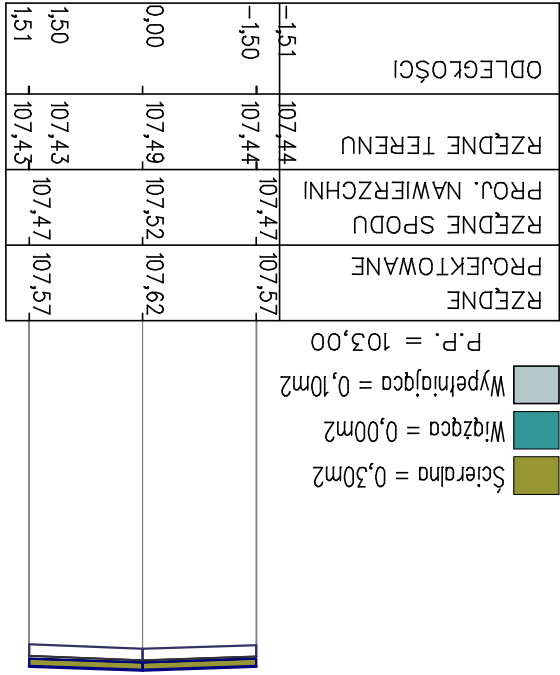 Ścieralna = 0,30m2
Wiążąca = 0,00m2
Wypełniająca = 0,10m2
P.P. = 103,00
RZĘDNE
PROJEKTOWANE
107,57 107,62 107,57
RZĘDNE SPODU
PROJ. NAWIERZCHNI
107,47 107,52 107,47
RZĘDNE TERENU
107,44 107,44 107,49 107,43 107,43
ODLEGŁOŚCI
-1,51 -1,50 0,00 1,50 1,51